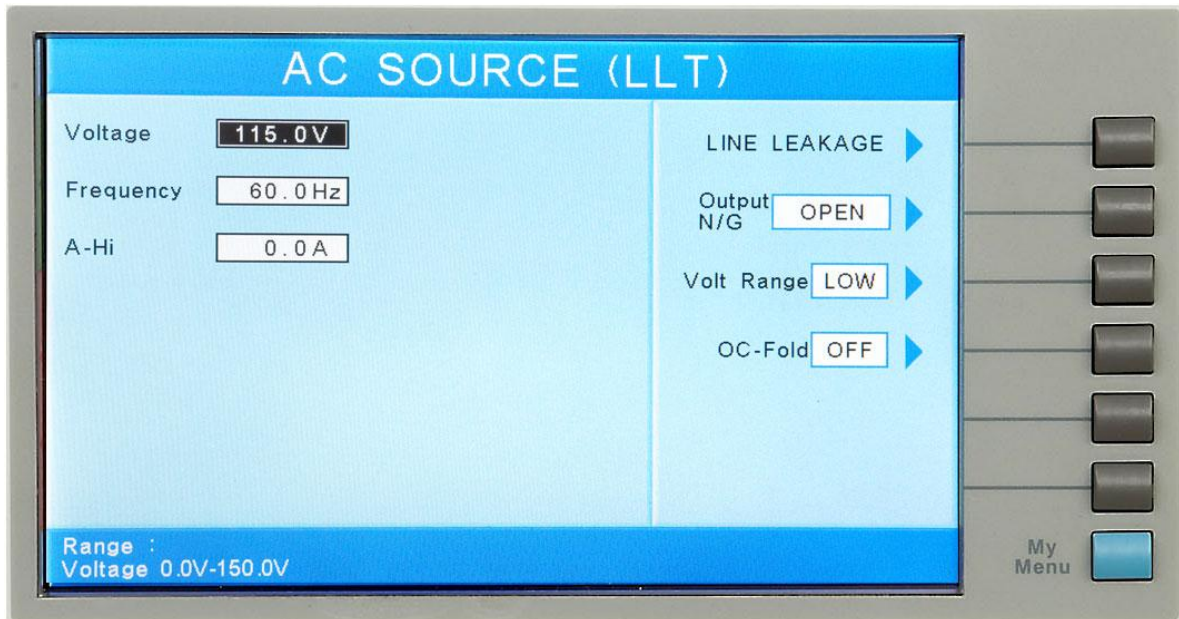 AC SOURCE (LLT)
Voltage 115.0V
Frequency 60.0Hz
A-Hi 0.0A
LINE LEAKAGE
Output
N/G OPEN
Volt Range LOW
OC-Fold OFF
Range :
Voltage 0.0V-150.0V
My
Menu